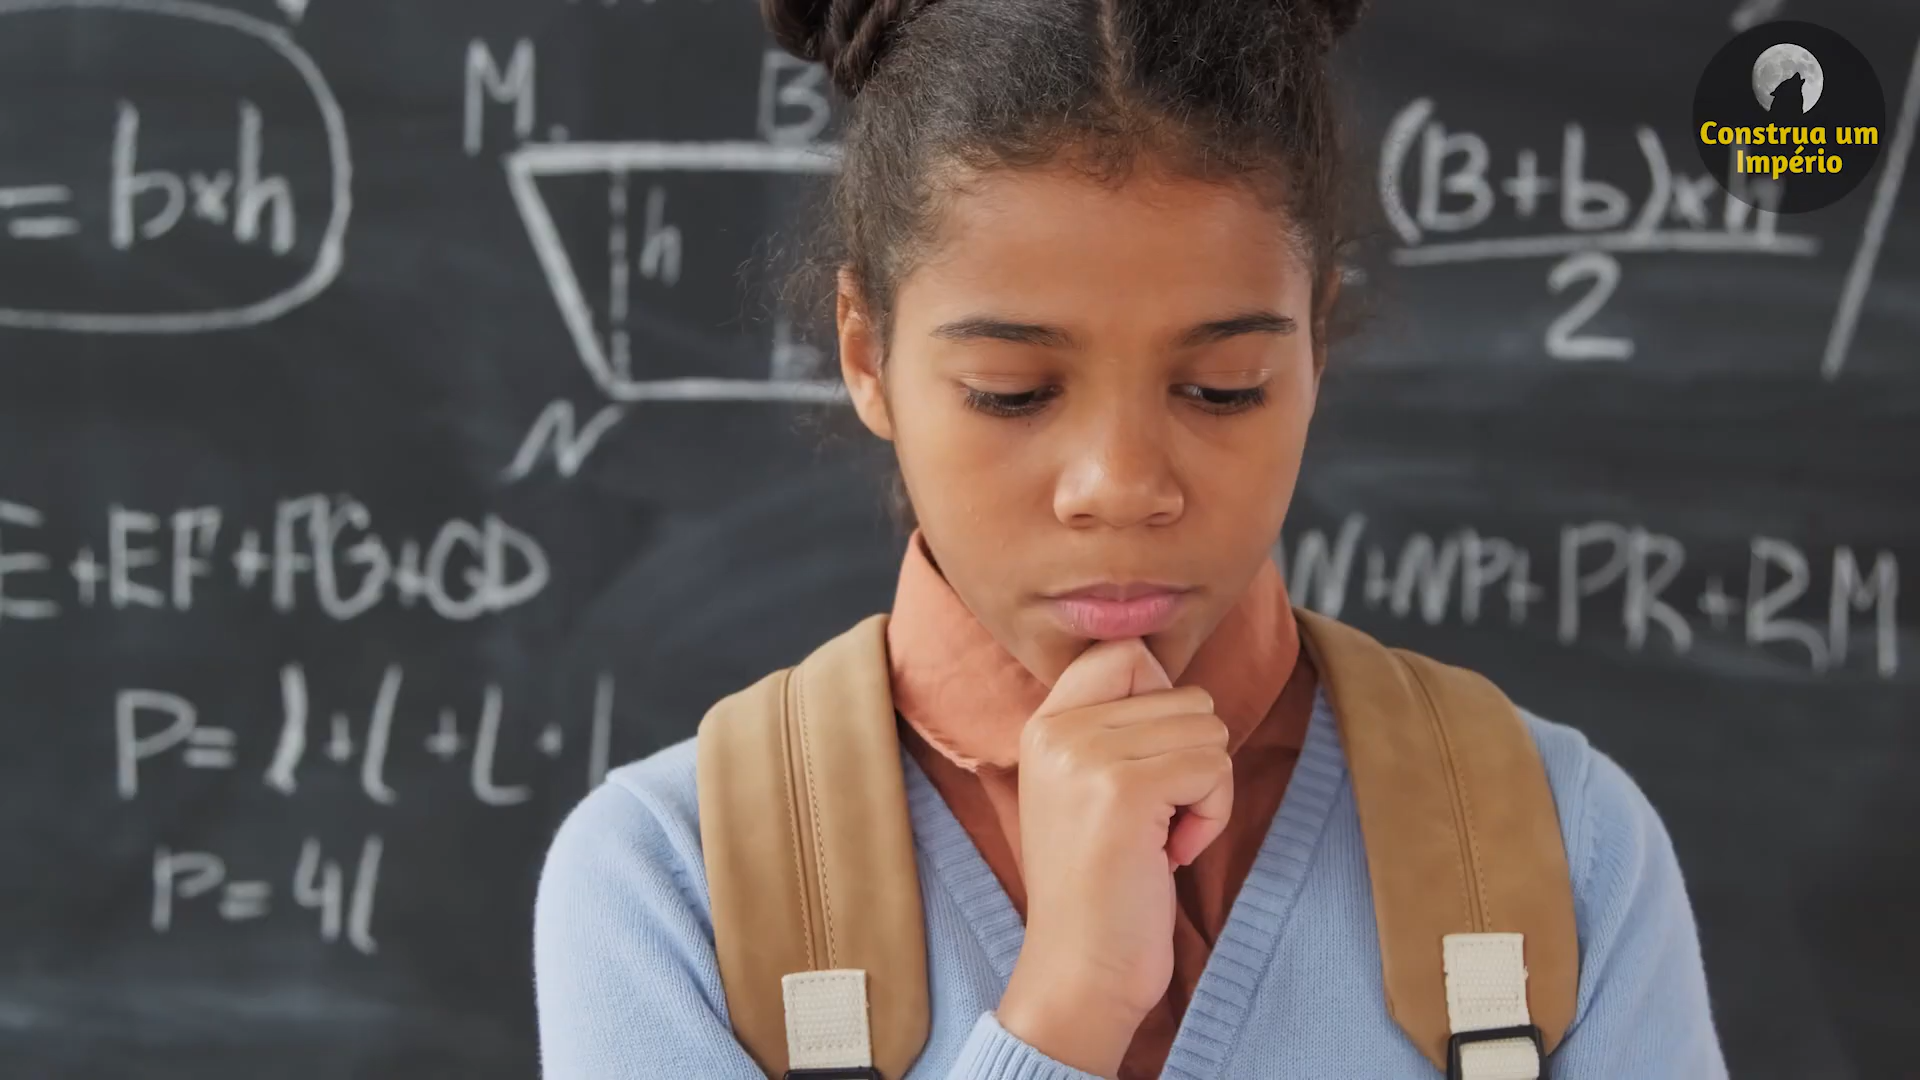 = b×h
M
B
h
N
(B+b)×h
2
Construa um
Império
E+EF+FG+GD
N+NP+PR+RM
P= l+l+l+l
P= 4l